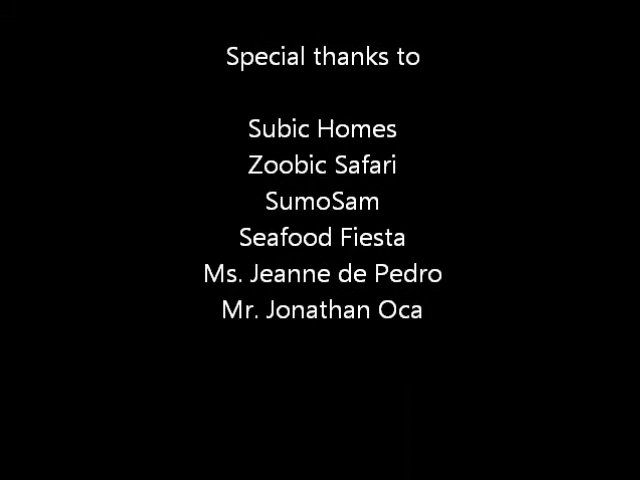 Special thanks to
Subic Homes
Zoobic Safari
SumoSam
Seafood Fiesta
Ms. Jeanne de Pedro
Mr. Jonathan Oca